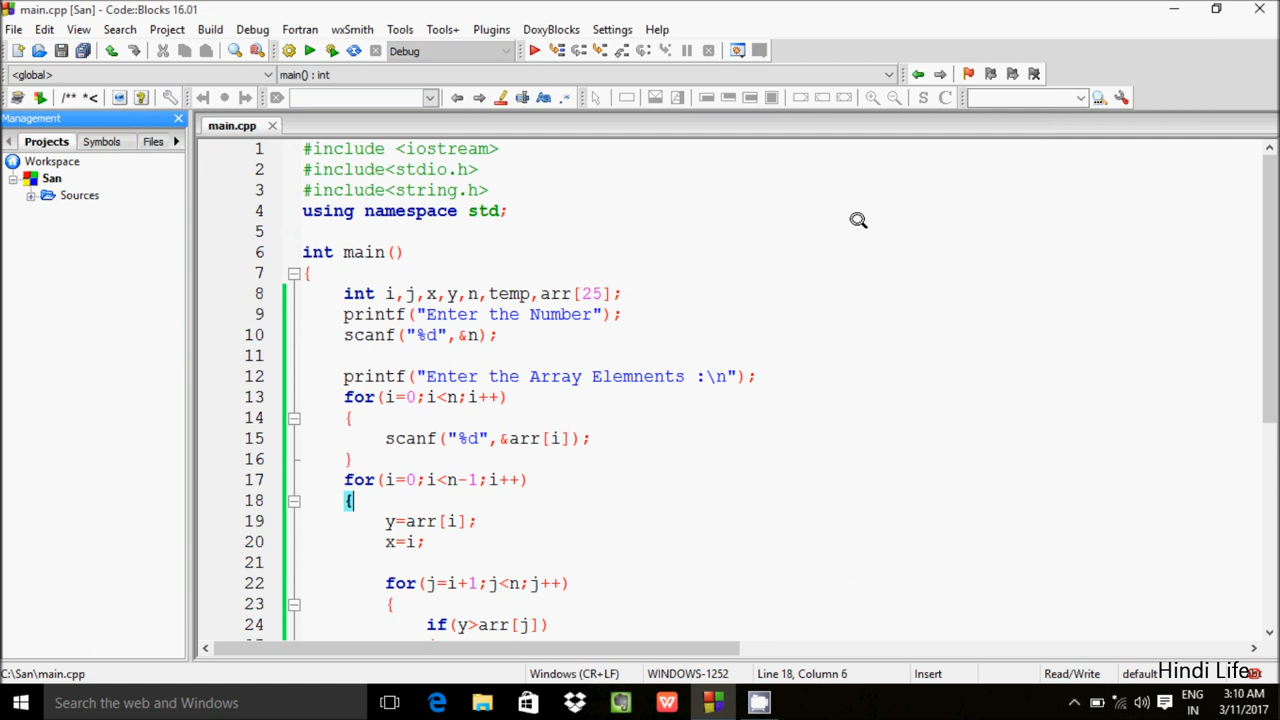 main.cpp [San] - Code::Blocks 16.01
File Edit View Search Project Build Debug Fortran wxSmith Tools Tools+ Plugins DoxyBlocks Settings Help
Debug
<global> main() : int
/** *<
Management
Projects Symbols Files
main.cpp
Workspace
San
Sources
1 #include <iostream>
2 #include<stdio.h>
3 #include<string.h>
4 using namespace std;
5
6 int main()
7 {
8 int i,j,x,y,n,temp,arr[25];
9 printf("Enter the Number");
10 scanf("%d",&n);
11
12 printf("Enter the Array Elemnents :\n");
13 for(i=0;i<n;i++)
14 {
15 scanf("%d",&arr[i]);
16 }
17 for(i=0;i<n-1;i++)
18 {
19 y=arr[i];
20 x=i;
21
22 for(j=i+1;j<n;j++)
23 {
24 if(y>arr[j])
C:\San\main.cpp Windows (CR+LF) WINDOWS-1252 Line 18, Column 6 Insert Read/Write default
Hindi Life
Search the web and Windows
ENG 3:10 AM
IN 3/11/2017